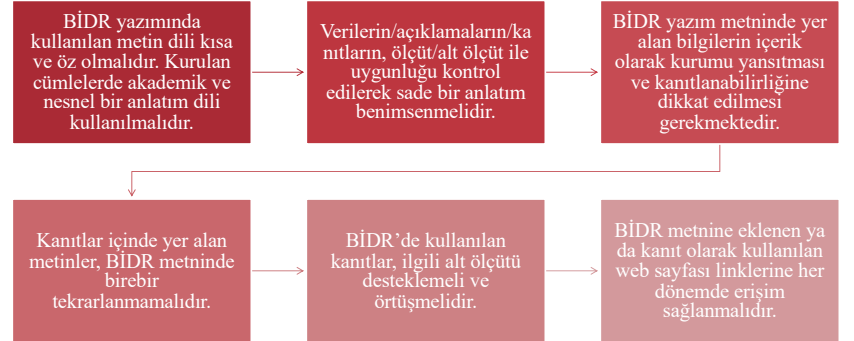 BİDR yazımında
kullanılan metin dili kısa
ve öz olmalıdır. Kurulan
cümlelerde akademik ve
nesnel bir anlatım dili
kullanılmalıdır.
Verilerin/açıklamaların/ka
nıtların, ölçüt/alt ölçüt ile
uygunluğu kontrol
edilerek sade bir anlatım
benimsenmelidir.
BİDR yazım metninde yer
alan bilgilerin içerik
olarak kurumu yansıtması
ve kanıtlanabilirliğine
dikkat edilmesi
gerekmektedir.
Kanıtlar içinde yer alan
metinler, BİDR metninde
birebir
tekrarlanmamalıdır.
BİDR’de kullanılan
kanıtlar, ilgili alt ölçütü
desteklemeli ve
örtüşmelidir.
BİDR metnine eklenen ya
da kanıt olarak kullanılan
web sayfası linklerine her
dönemde erişim
sağlanmalıdır.